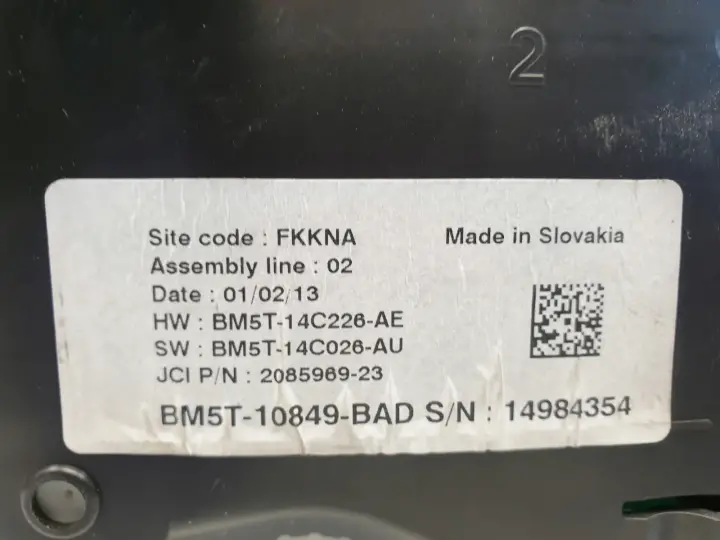 2
Site code : FKKNA
Made in Slovakia
Assembly line : 02
Date : 01/02/13
HW : BM5T-14C226-AE
SW : BM5T-14C026-AU
JCI P/N : 2085969-23
BM5T-10849-BAD S/N : 14984354